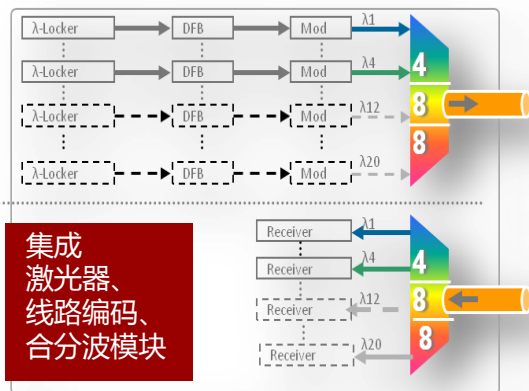 λ-Locker DFB Mod λ1
λ-Locker DFB Mod λ4
4
λ-Locker DFB Mod λ12
8
8
λ-Locker DFB Mod λ20
Receiver λ1
Receiver λ4
4
Receiver λ12
8
Receiver λ20
8
集成
激光器、
线路编码、
合分波模块